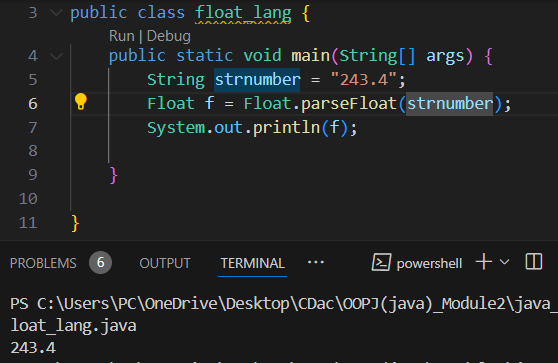 3 public class float_lang {
Run | Debug
4 public static void main(String[] args) {
5 String strnumber = "243.4";
6 Float f = Float.parseFloat(strnumber);
7 System.out.println(f);
8
9 }
10
11 }
PROBLEMS 6 OUTPUT TERMINAL ··· powershell
PS C:\Users\PC\OneDrive\Desktop\CDac\OOPJ(java)_Module2\java_
loat_lang.java
243.4